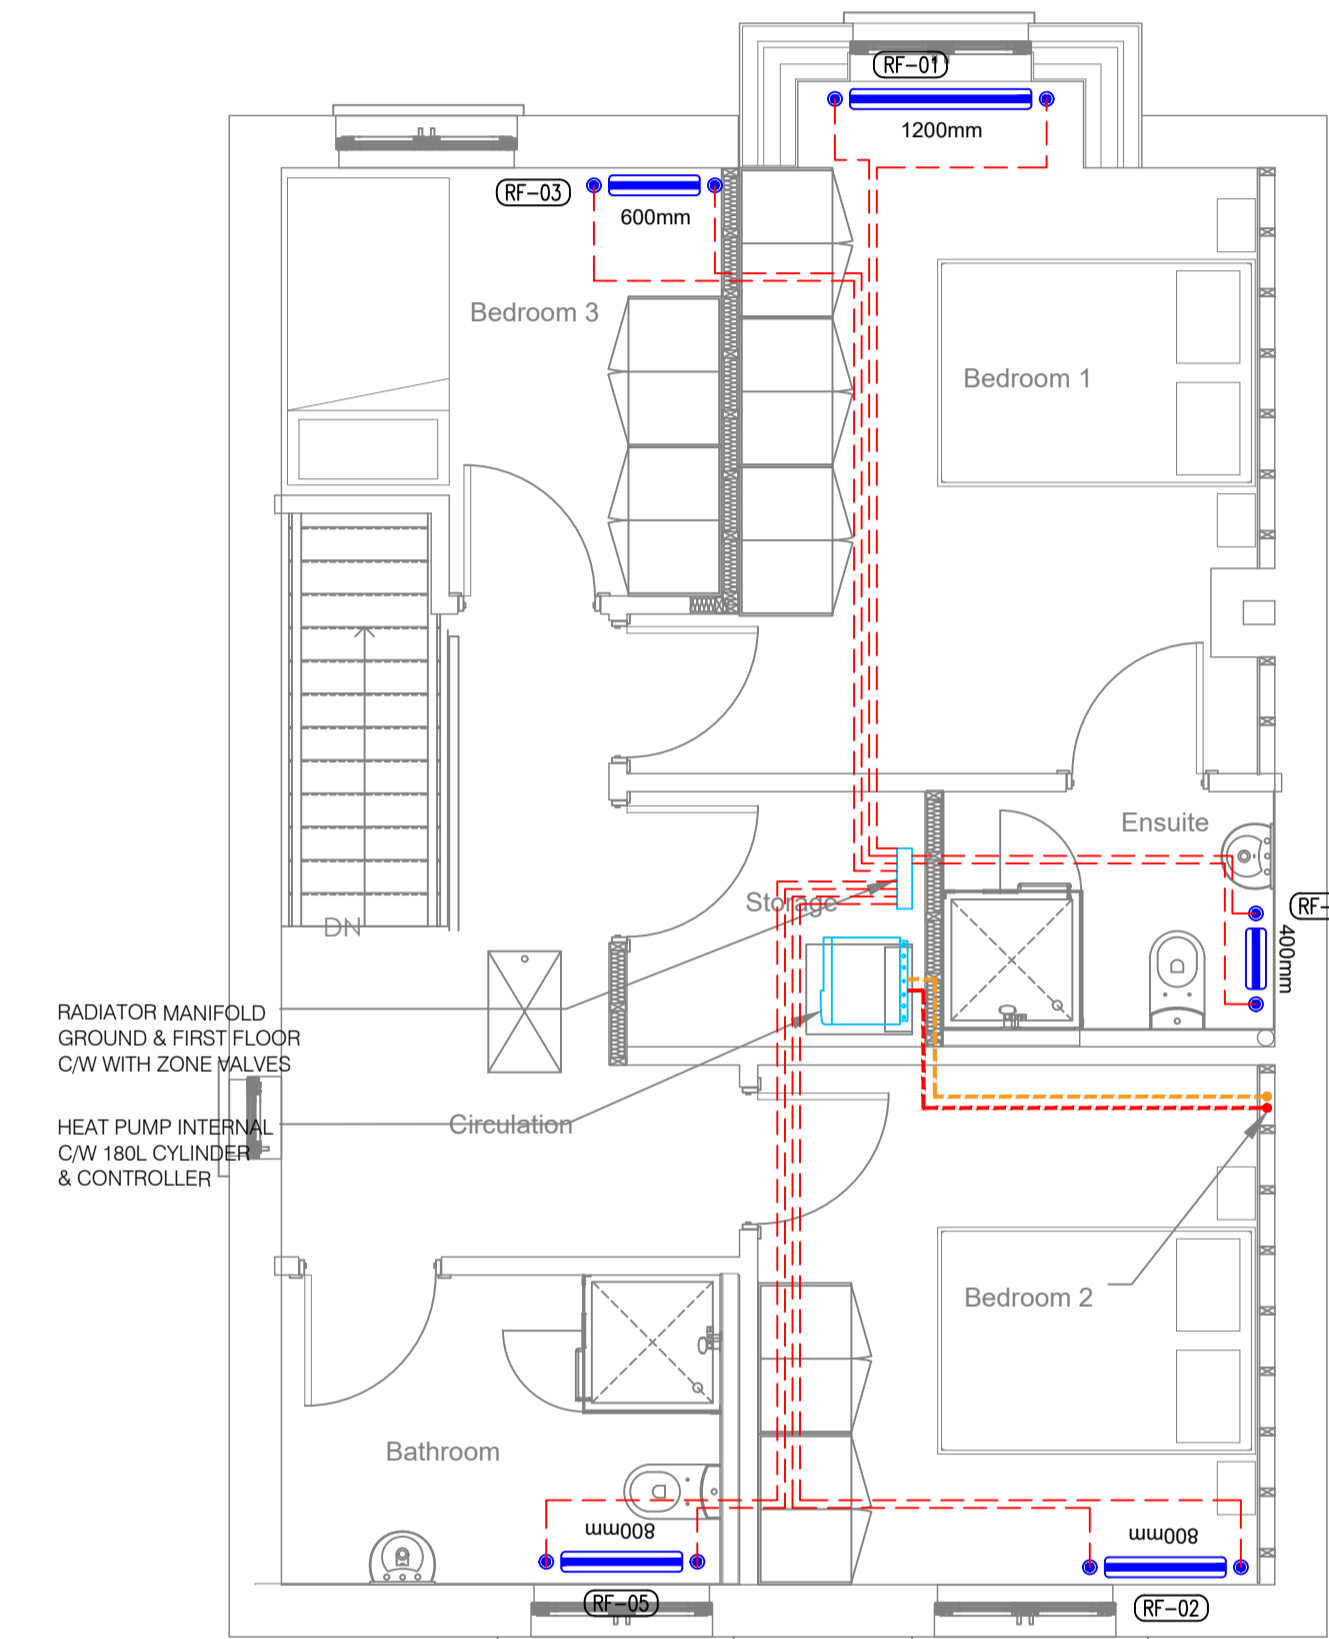 RF-01
1200mm
RF-03
600mm
Bedroom 3
Bedroom 1
Ensuite
Storage
RF-
400mm
DN
RADIATOR MANIFOLD
GROUND & FIRST FLOOR
C/W WITH ZONE VALVES
HEAT PUMP INTERNAL
C/W 180L CYLINDER
& CONTROLLER
Circulation
Bedroom 2
Bathroom
800mm
800mm
RF-05
RF-02